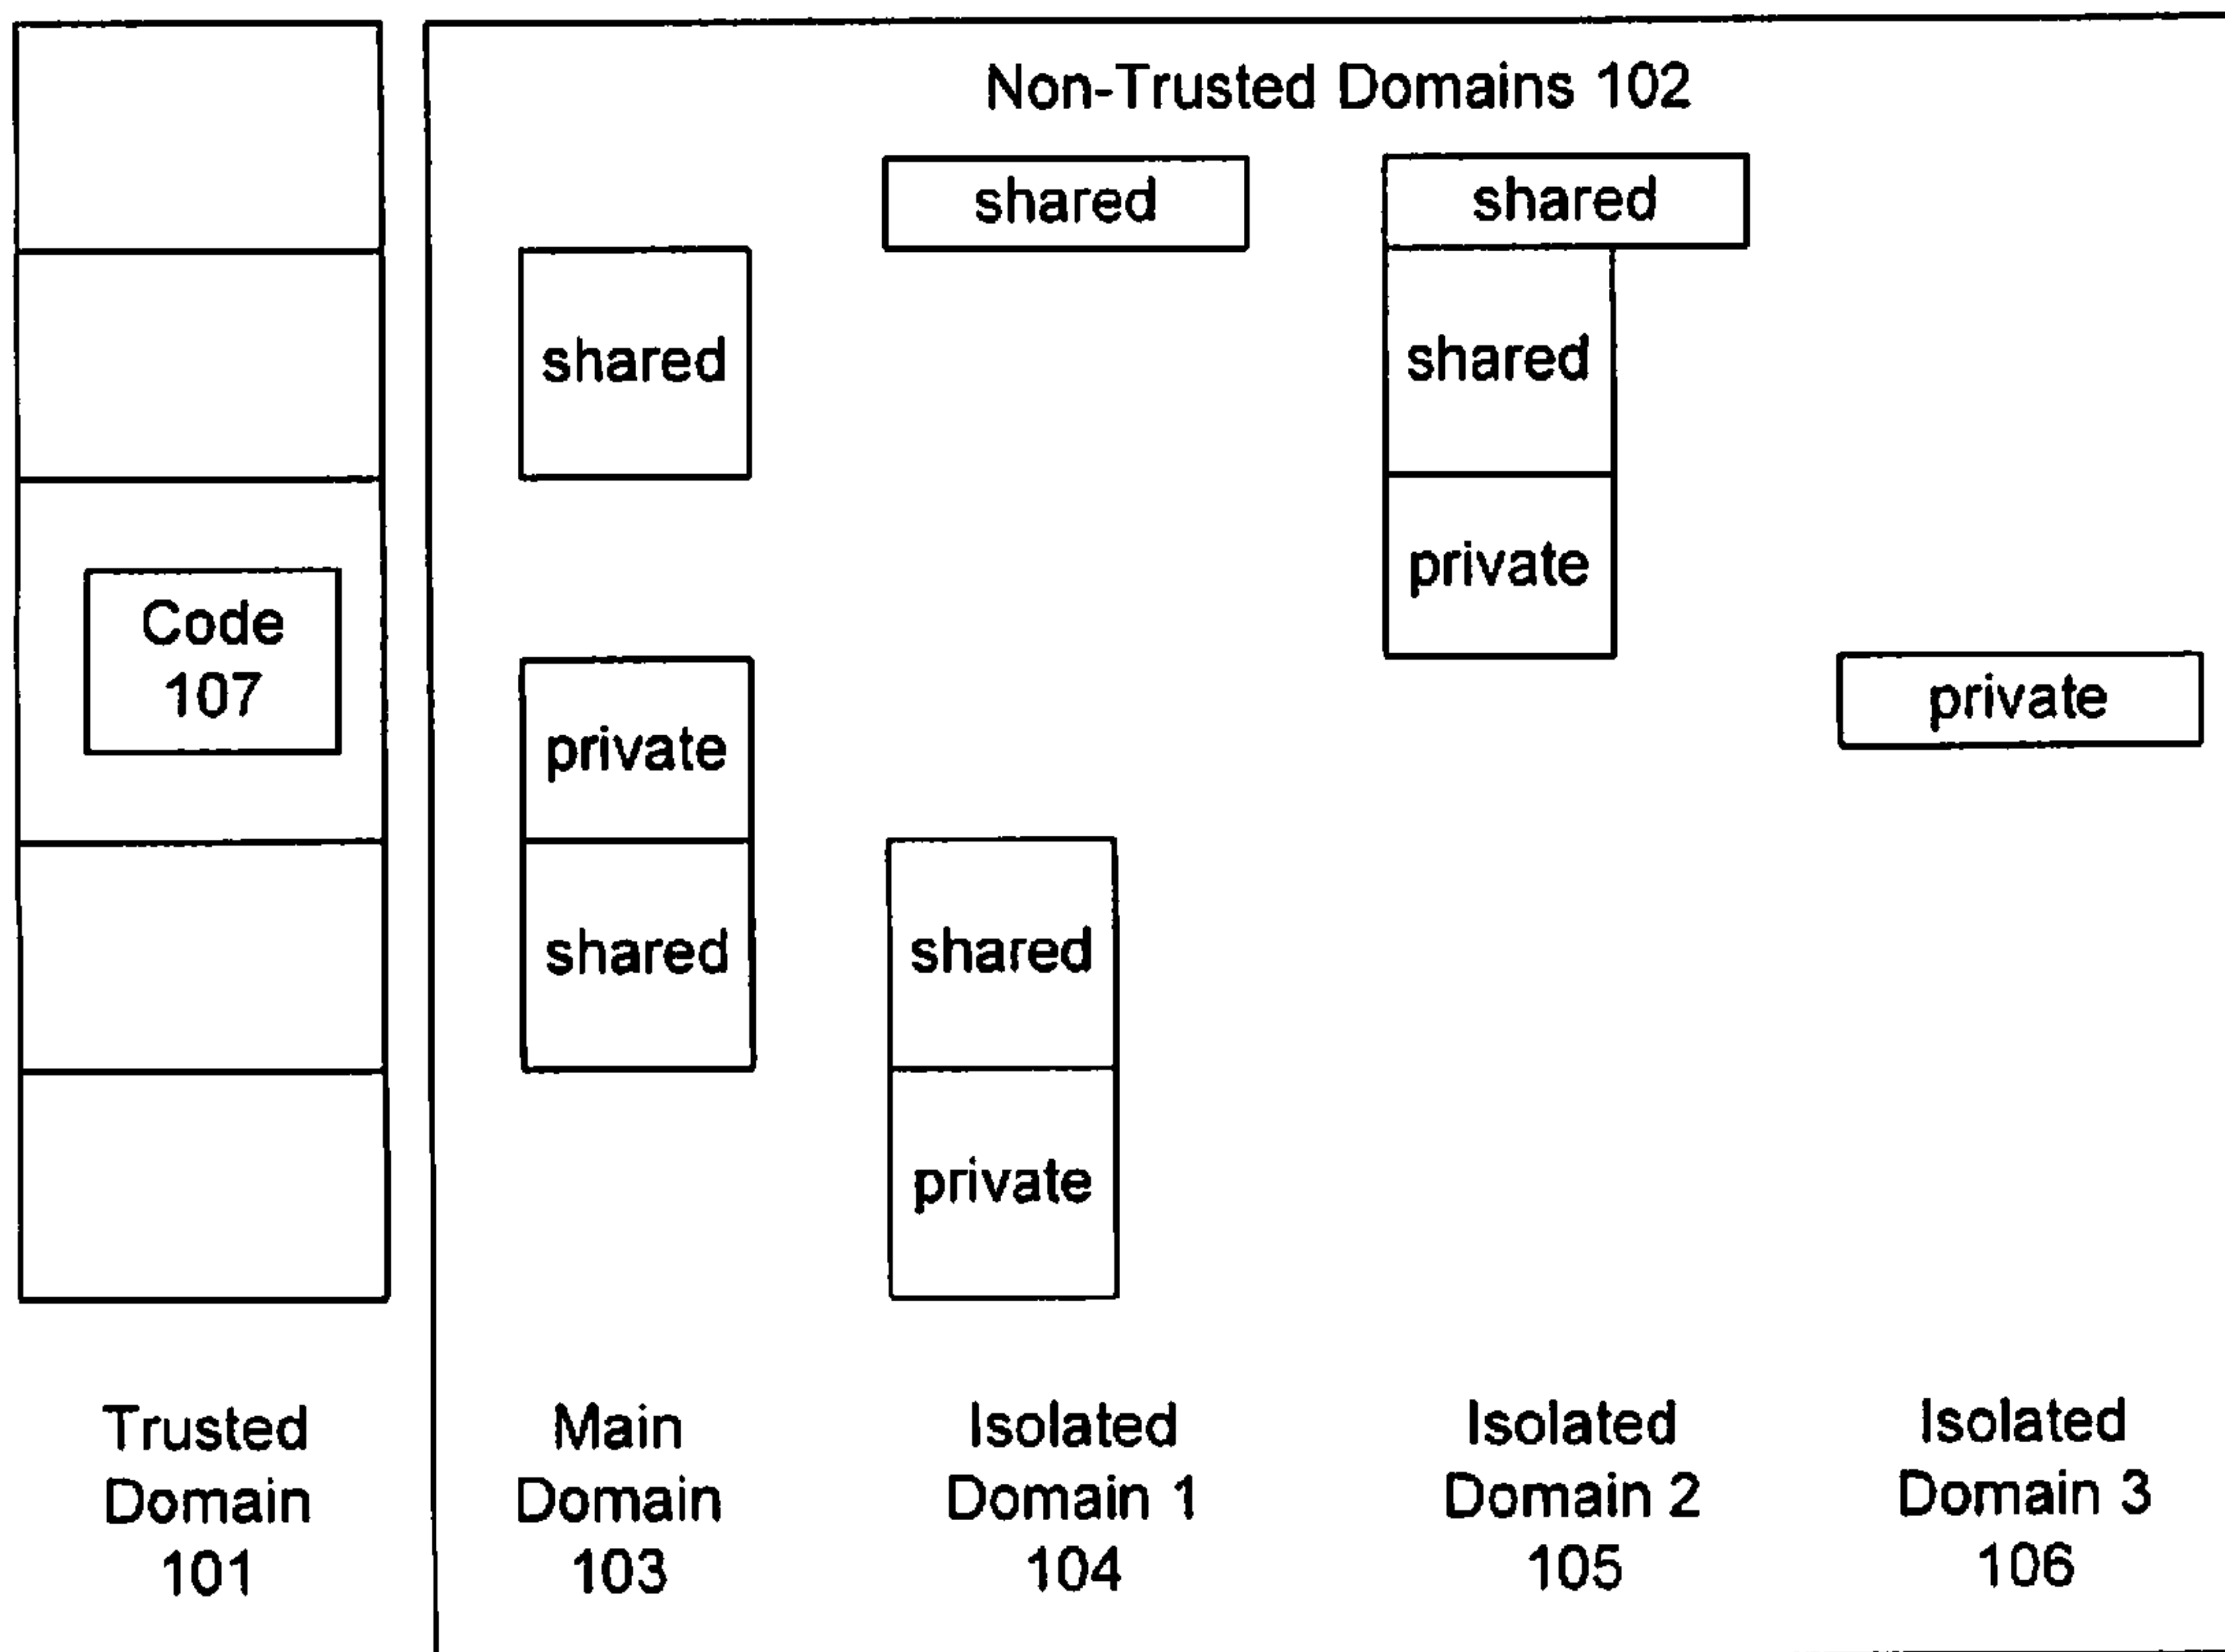 Non-Trusted Domains 102
shared
shared
shared
shared
private
Code
107
private
private
shared
shared
private
Trusted
Domain
101
Main
Domain
103
Isolated
Domain 1
104
Isolated
Domain 2
105
Isolated
Domain 3
106